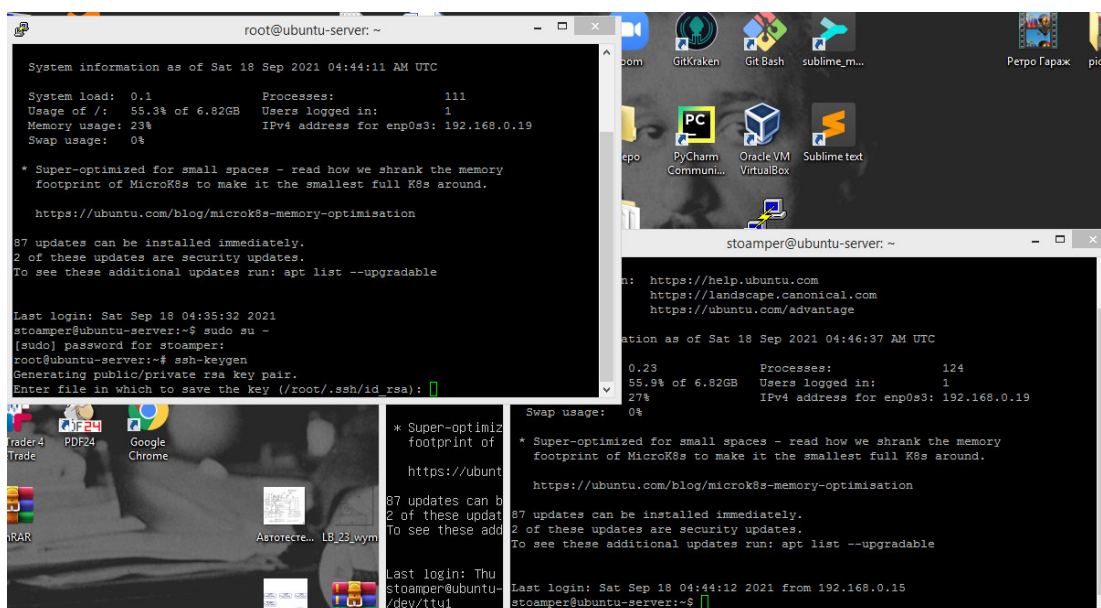 root@ubuntu-server: ~
System information as of Sat 18 Sep 2021 04:44:11 AM UTC
System load: 0.1 Processes: 111
Usage of /: 55.3% of 6.82GB Users logged in: 1
Memory usage: 23% IPv4 address for enp0s3: 192.168.0.19
Swap usage: 0%
* Super-optimized for small spaces - read how we shrank the memory
footprint of MicroK8s to make it the smallest full K8s around.
https://ubuntu.com/blog/microk8s-memory-optimisation
87 updates can be installed immediately.
2 of these updates are security updates.
To see these additional updates run: apt list --upgradable
Last login: Sat Sep 18 04:35:32 2021
stoamper@ubuntu-server:~$ sudo su -
[sudo] password for stoamper:
root@ubuntu-server:~# ssh-keygen
Generating public/private rsa key pair.
Enter file in which to save the key (/root/.ssh/id_rsa):
oom GitKraken Git Bash sublime_m... Ретро Гараж pic
PC
epo PyCharm Communi... Oracle VM VirtualBox Sublime text
stoamper@ubuntu-server: ~
n: https://help.ubuntu.com
https://landscape.canonical.com
https://ubuntu.com/advantage
ation as of Sat 18 Sep 2021 04:46:37 AM UTC
0.23 Processes: 124
55.9% of 6.82GB Users logged in: 1
27% IPv4 address for enp0s3: 192.168.0.19
Swap usage: 0%
* Super-optimized for small spaces - read how we shrank the memory
footprint of MicroK8s to make it the smallest full K8s around.
https://ubuntu.com/blog/microk8s-memory-optimisation
87 updates can be installed immediately.
2 of these updates are security updates.
To see these additional updates run: apt list --upgradable
Last login: Sat Sep 18 04:44:12 2021 from 192.168.0.15
stoamper@ubuntu-server:~$
* Super-optimiz
footprint of
https://ubunt
87 updates can b
2 of these updat
To see these add
Last login: Thu
stoamper@ubuntu-
/dev/tty1
Trader 4 PDF24 Google
Trade Chrome
nRAR Автотесте... LB_23_wym